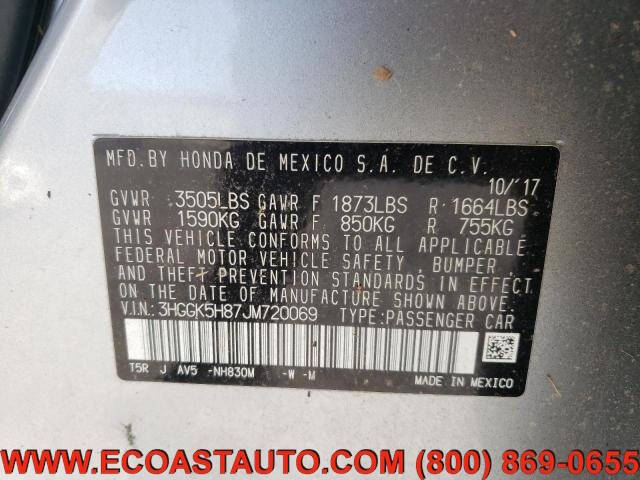 MFD. BY HONDA DE MEXICO S.A. DE C.V.
10/'17
GVWR 3505LBS GAWR F 1873LBS R 1664LBS
GVWR 1590KG GAWR F 850KG R 755KG
THIS VEHICLE CONFORMS TO ALL APPLICABLE
FEDERAL MOTOR VEHICLE SAFETY, BUMPER,
AND THEFT PREVENTION STANDARDS IN EFFECT
ON THE DATE OF MANUFACTURE SHOWN ABOVE.
V.I.N.: 3HGGK5H87JM720069 TYPE:PASSENGER CAR
T5R J AV5 -NH830M -W -M
MADE IN MEXICO
WWW.ECOASTAUTO.COM (800) 869-0655